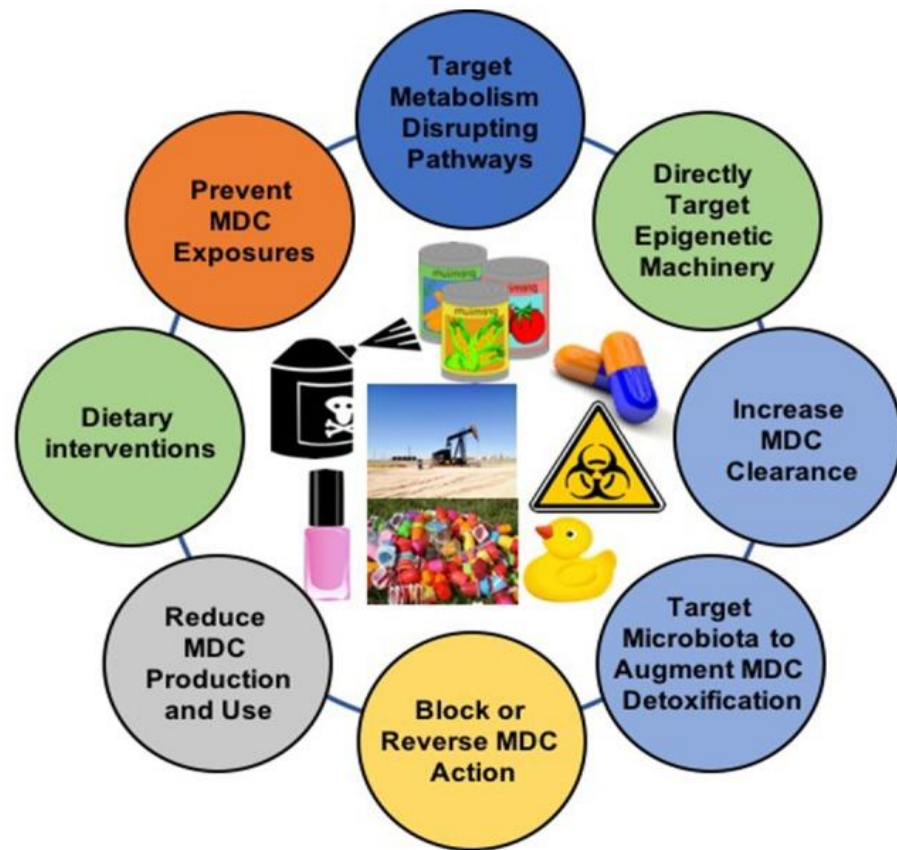 Target
Metabolism
Disrupting
Pathways
Directly
Target
Epigenetic
Machinery
Increase
MDC
Clearance
Target
Microbiota to
Augment MDC
Detoxification
Block or
Reverse MDC
Action
Reduce
MDC
Production
and Use
Dietary
interventions
Prevent
MDC
Exposures